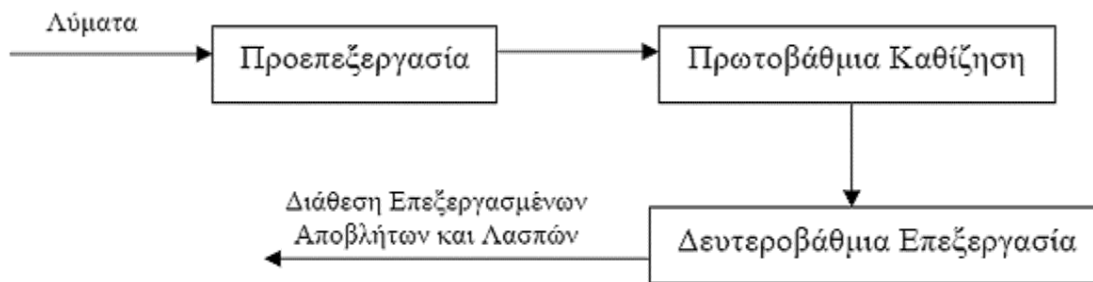 Λύματα
Προεπεξεργασία
Πρωτοβάθμια Καθίζηση
Διάθεση Επεξεργασμένων
Αποβλήτων και Λασπών
Δευτεροβάθμια Επεξεργασία